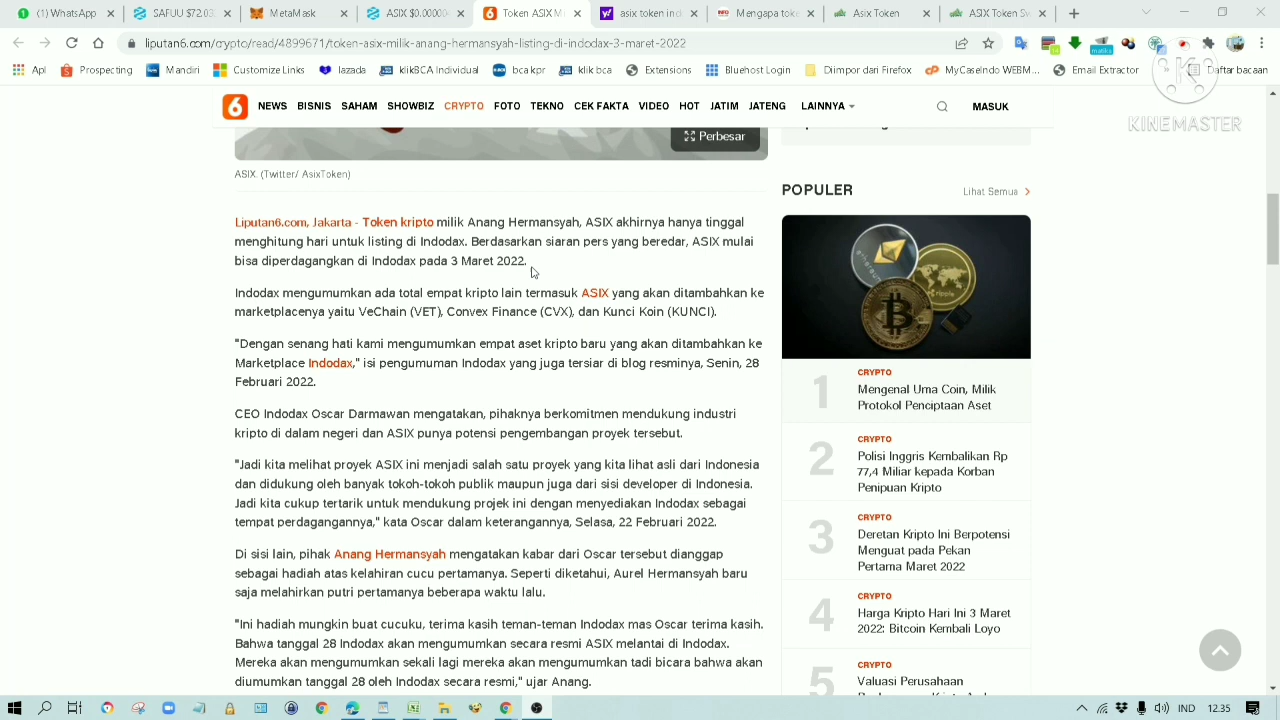 SAFUU $72.03
ASIX $0.0000
Token ASIX M
asix token
Mengapa tok
liputan6.com/crypto/read/4899671/token-asix-milik-anang-hermansyah-melantai-di-indodax-3-maret-2022
Apl
Prospecting
Mandiri
Customize Links
lazada
klikBCA Individual
bca kpr
klik bca
Extensions
Bluehost Login
Diimpor dari Firefox
MyCaseIndo WEBM...
Email Extractor
Daftar bacaan
KINEMASTER
NEWS BISNIS SAHAM SHOWBIZ CRYPTO FOTO TEKNO CEK FAKTA VIDEO HOT JATIM JATENG LAINNYA
MASUK
Perbesar
ASIX. (Twitter/ AsixToken)
Liputan6.com, Jakarta - Token kripto milik Anang Hermansyah, ASIX akhirnya hanya tinggal
menghitung hari untuk listing di Indodax. Berdasarkan siaran pers yang beredar, ASIX mulai
bisa diperdagangkan di Indodax pada 3 Maret 2022.
Indodax mengumumkan ada total empat kripto lain termasuk ASIX yang akan ditambahkan ke
marketplacenya yaitu VeChain (VET), Convex Finance (CVX), dan Kunci Koin (KUNCI).
"Dengan senang hati kami mengumumkan empat aset kripto baru yang akan ditambahkan ke
Marketplace Indodax," isi pengumuman Indodax yang juga tersiar di blog resminya, Senin, 28
Februari 2022.
CEO Indodax Oscar Darmawan mengatakan, pihaknya berkomitmen mendukung industri
kripto di dalam negeri dan ASIX punya potensi pengembangan proyek tersebut.
"Jadi kita melihat proyek ASIX ini menjadi salah satu proyek yang kita lihat asli dari Indonesia
dan didukung oleh banyak tokoh-tokoh publik maupun juga dari sisi developer di Indonesia.
Jadi kita cukup tertarik untuk mendukung projek ini dengan menyediakan Indodax sebagai
tempat perdagangannya," kata Oscar dalam keterangannya, Selasa, 22 Februari 2022.
Di sisi lain, pihak Anang Hermansyah mengatakan kabar dari Oscar tersebut dianggap
sebagai hadiah atas kelahiran cucu pertamanya. Seperti diketahui, Aurel Hermansyah baru
saja melahirkan putri pertamanya beberapa waktu lalu.
"Ini hadiah mungkin buat cucuku, terima kasih teman-teman Indodax mas Oscar terima kasih.
Bahwa tanggal 28 Indodax akan mengumumkan secara resmi ASIX melantai di Indodax.
Mereka akan mengumumkan sekali lagi mereka akan mengumumkan tadi bicara bahwa akan
diumumkan tanggal 28 oleh Indodax secara resmi," ujar Anang.
POPULER
Lihat Semua
CRYPTO
1 Mengenal Uma Coin, Milik
Protokol Penciptaan Aset
CRYPTO
2 Polisi Inggris Kembalikan Rp
77,4 Miliar kepada Korban
Penipuan Kripto
CRYPTO
3 Deretan Kripto Ini Berpotensi
Menguat pada Pekan
Pertama Maret 2022
CRYPTO
4 Harga Kripto Hari Ini 3 Maret
2022: Bitcoin Kembali Loyo
CRYPTO
5 Valuasi Perusahaan
IND
12.35